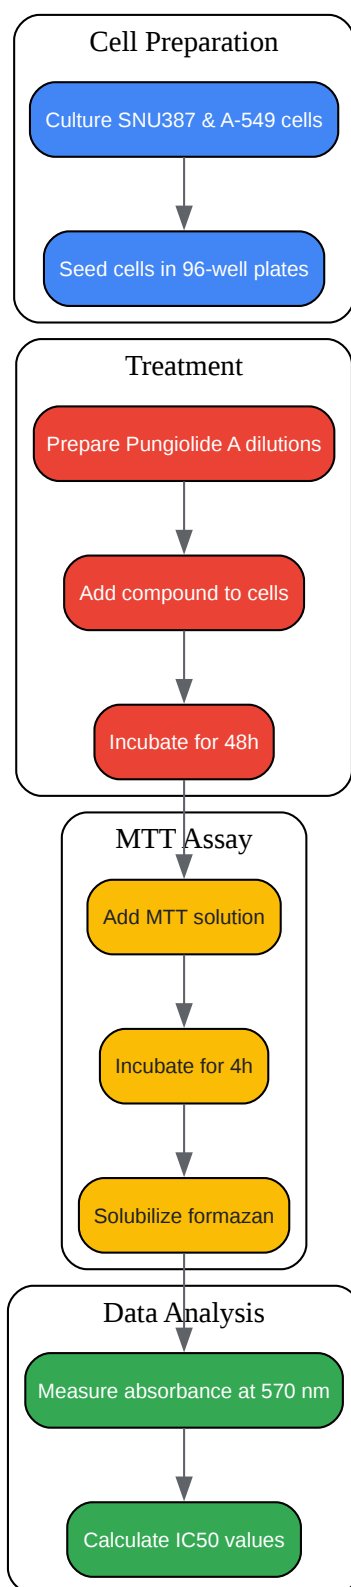 Cell Preparation
Culture SNU387 & A-549 cells
Seed cells in 96-well plates
Treatment
Prepare Pungiolide A dilutions
Add compound to cells
Incubate for 48h
MTT Assay
Add MTT solution
Incubate for 4h
Solubilize formazan
Data Analysis
Measure absorbance at 570 nm
Calculate IC50 values